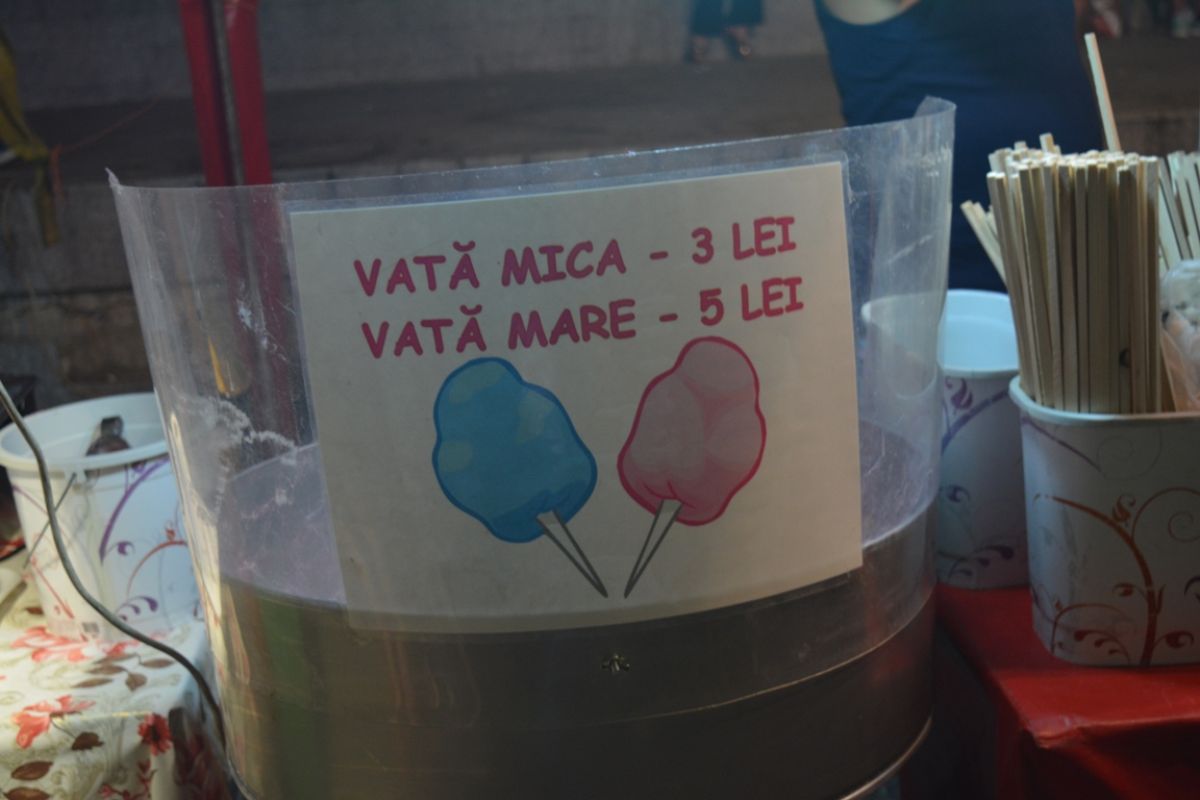 VATĂ MICA - 3 LEI
VATĂ MARE - 5 LEI